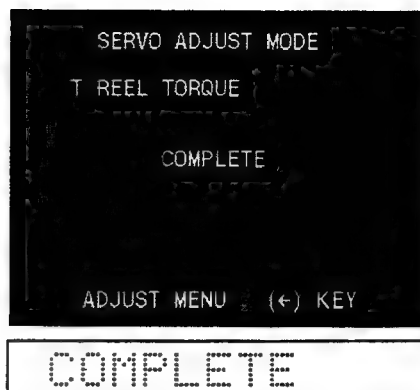 SERVO ADJUST MODE
T REEL TORQUE
COMPLETE
ADJUST MENU (←) KEY
COMPLETE